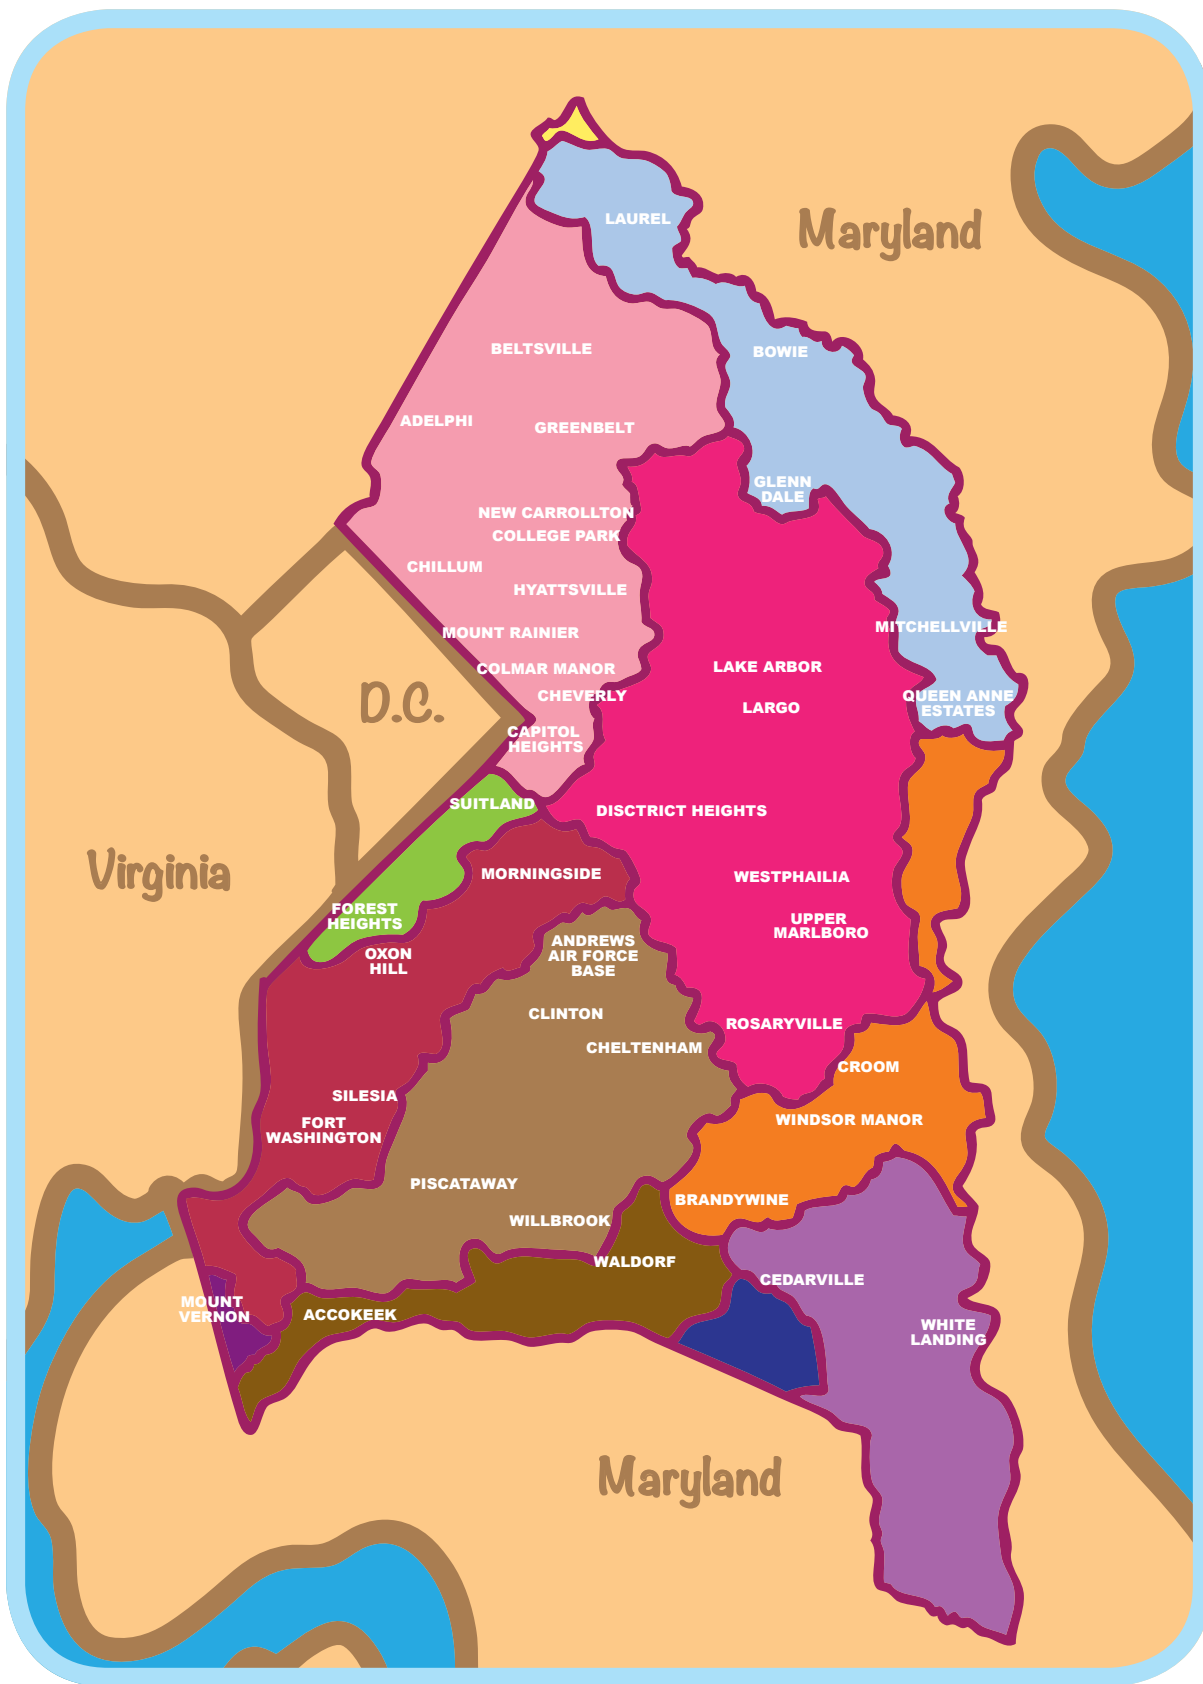 LAUREL
Maryland
BELTSVILLE
BOWIE
ADELPHI
GREENBELT
GLENN
DALE
NEW CARROLLTON
COLLEGE PARK
CHILLUM
HYATTSVILLE
MOUNT RAINIER
MITCHELLVILLE
COLMAR MANOR
LAKE ARBOR
CHEVERLY
QUEEN ANNE
ESTATES
D.C.
LARGO
CAPITOL
HEIGHTS
SUITLAND
DISCTRICT HEIGHTS
Virginia
MORNINGSIDE
WESTPHAILIA
FOREST
HEIGHTS
UPPER
MARLBORO
ANDREWS
AIR FORCE
BASE
OXON
HILL
CLINTON
ROSARYVILLE
CHELTENHAM
CROOM
SILESIA
WINDSOR MANOR
FORT
WASHINGTON
PISCATAWAY
BRANDYWINE
WILLBROOK
WALDORF
CEDARVILLE
MOUNT
VERNON
ACCOKEEK
WHITE
LANDING
Maryland